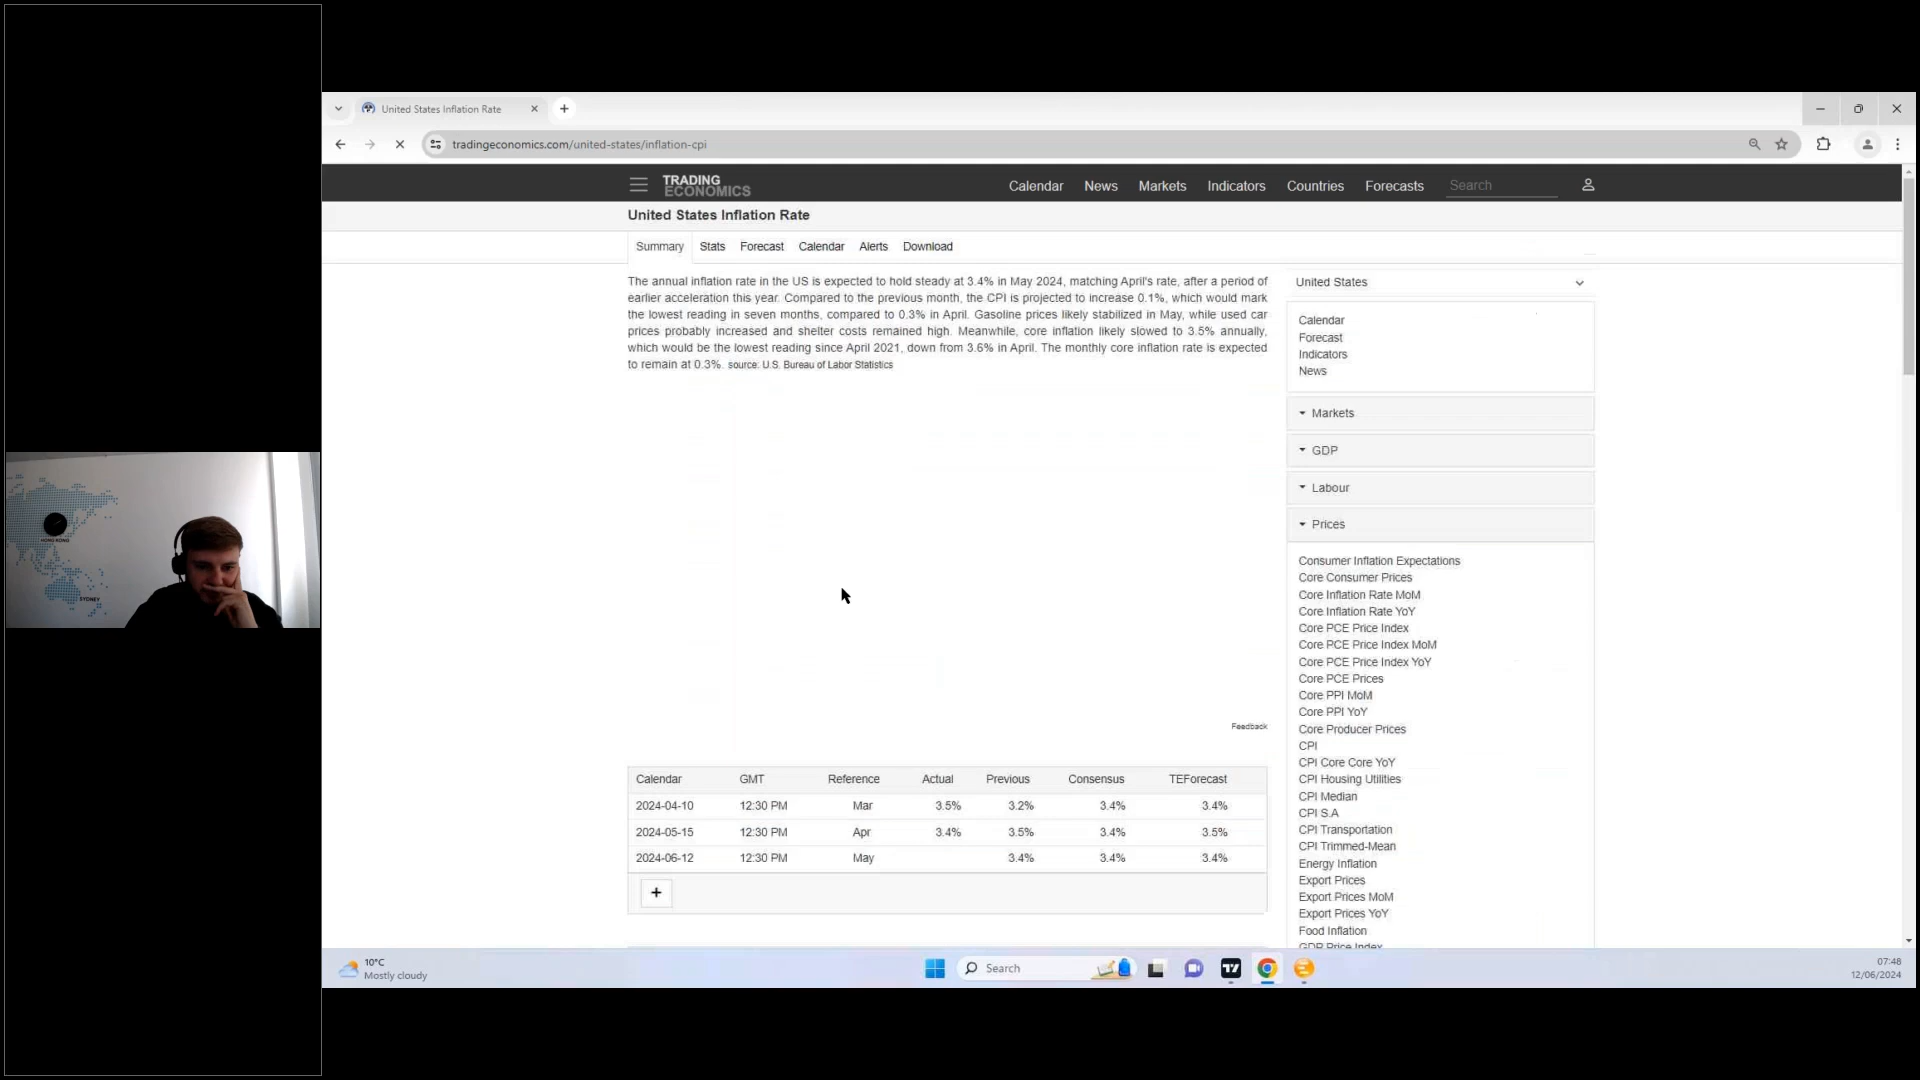 United States Inflation Rate
tradingeconomics.com/united-states/inflation-cpi
TRADING
ECONOMICS
Calendar News Markets Indicators Countries Forecasts Search
United States Inflation Rate
Summary Stats Forecast Calendar Alerts Download
The annual inflation rate in the US is expected to hold steady at 3.4% in May 2024, matching April's rate, after a period of
earlier acceleration this year. Compared to the previous month, the CPI is projected to increase 0.1%, which would mark
the lowest reading in seven months, compared to 0.3% in April. Gasoline prices likely stabilized in May, while used car
prices probably increased and shelter costs remained high. Meanwhile, core inflation likely slowed to 3.5% annually,
which would be the lowest reading since April 2021, down from 3.6% in April. The monthly core inflation rate is expected
to remain at 0.3%. source: U.S. Bureau of Labor Statistics
Feedback
Calendar GMT Reference Actual Previous Consensus TEForecast
2024-04-10 12:30 PM Mar 3.5% 3.2% 3.4% 3.4%
2024-05-15 12:30 PM Apr 3.4% 3.5% 3.4% 3.5%
2024-06-12 12:30 PM May 3.4% 3.4% 3.4%
+
United States
Calendar
Forecast
Indicators
News
Markets
GDP
Labour
Prices
Consumer Inflation Expectations
Core Consumer Prices
Core Inflation Rate MoM
Core Inflation Rate YoY
Core PCE Price Index
Core PCE Price Index MoM
Core PCE Price Index YoY
Core PCE Prices
Core PPI MoM
Core PPI YoY
Core Producer Prices
CPI
CPI Core Core YoY
CPI Housing Utilities
CPI Median
CPI S.A
CPI Transportation
CPI Trimmed-Mean
Energy Inflation
Export Prices
Export Prices MoM
Export Prices YoY
Food Inflation
GDP Price Index
HONG KONG
SYDNEY
10°C
Mostly cloudy
Search
07:48
12/06/2024